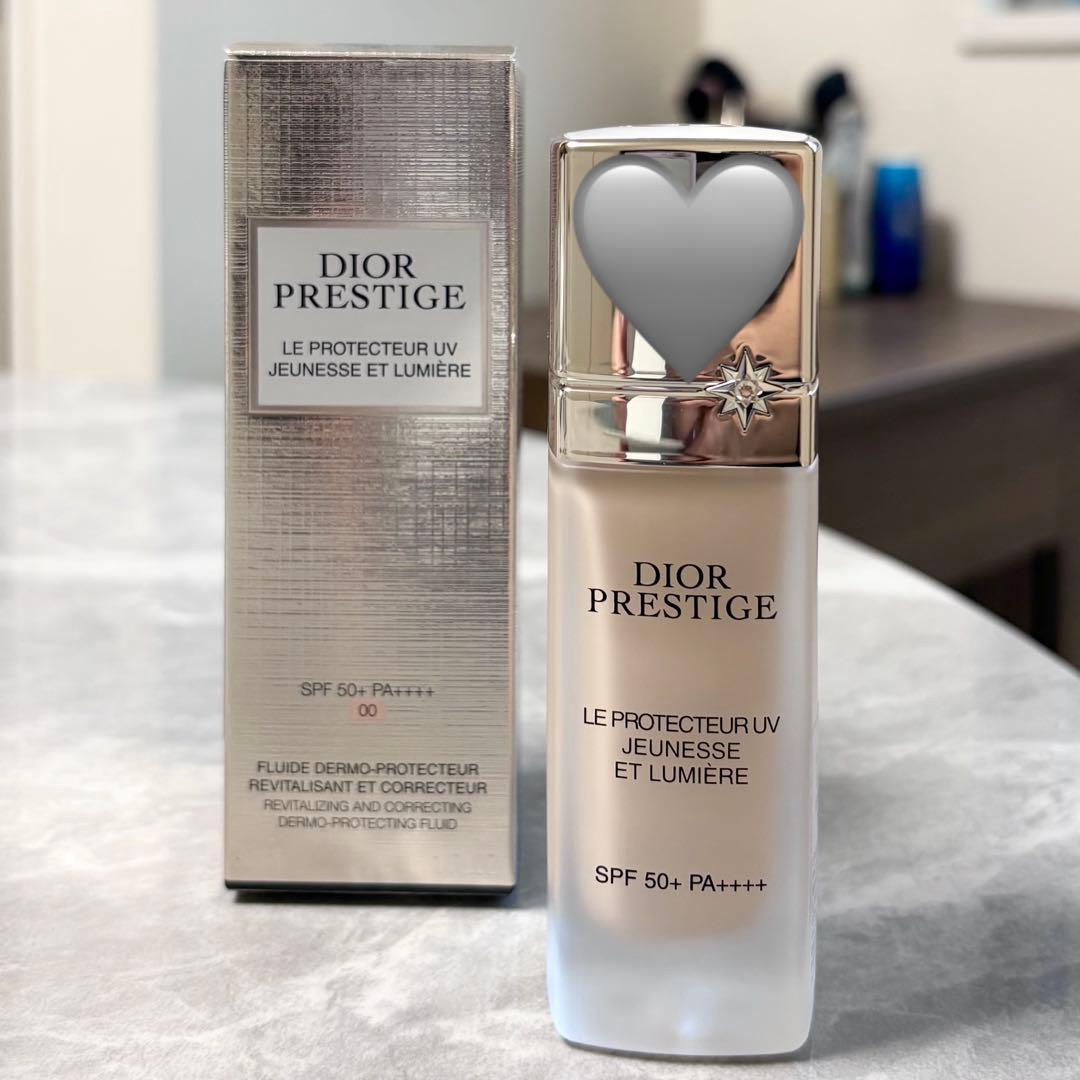 DIOR
PRESTIGE
LE PROTECTEUR UV
JEUNESSE ET LUMIÈRE
SPF 50+ PA++++
00
FLUIDE DERMO-PROTECTEUR
REVITALISANT ET CORRECTEUR
REVITALIZING AND CORRECTING
DERMO-PROTECTING FLUID
DIOR
PRESTIGE
LE PROTECTEUR UV
JEUNESSE
ET LUMIÈRE
SPF 50+ PA++++